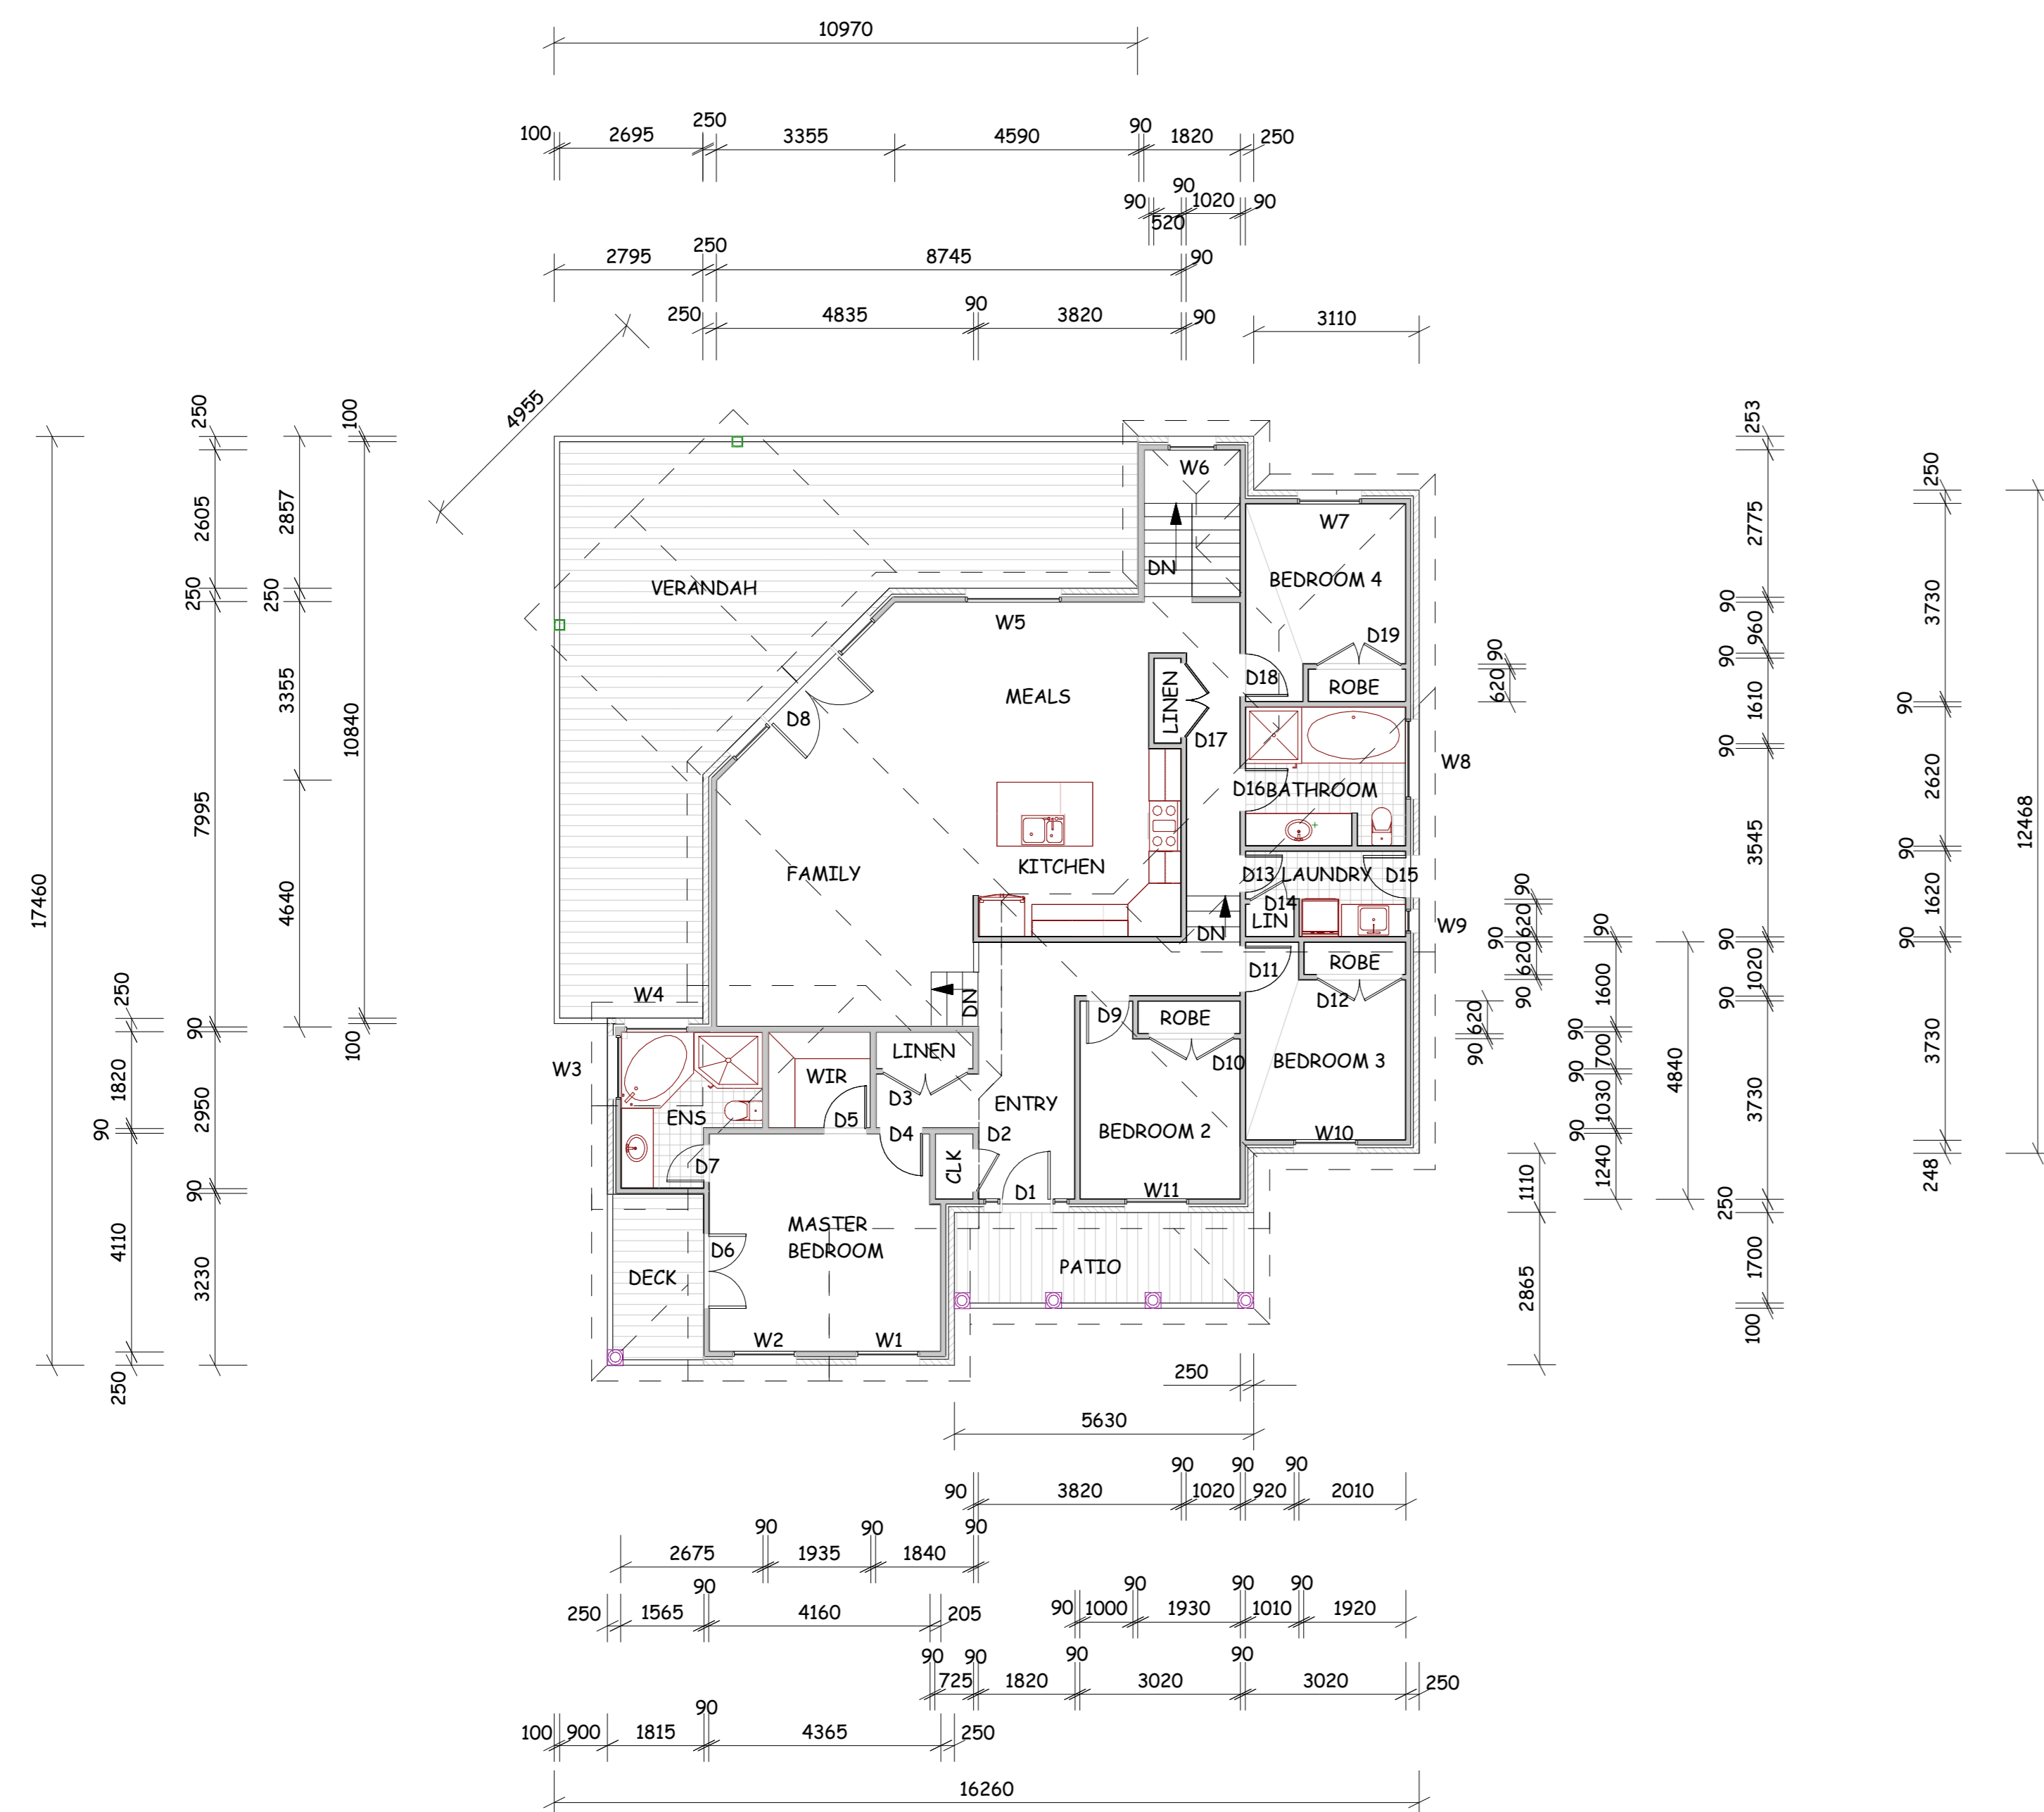 10970
100 2695 250 3355 4590 90 1820 250
90 520 90 1020 90
2795 250 8745 90
250 4835 90 3820 90
3110
4955
17460
250 2605 250 7995 90 2950 90 3230
250 1820 90 4110 250
2857 250 3355 4640
100 10840 100
W6
W7
DN
BEDROOM 4
VERANDAH
W5
D19
D18
ROBE
MEALS
LINEN
D8
D17
W8
D16 BATHROOM
KITCHEN
FAMILY
D13 LAUNDRY D15
D14
LIN
W9
DN
D11
ROBE
W4
DN
D12
D9
ROBE
LINEN
D10
BEDROOM 3
W3
WIR
D3
ENTRY
ENS
D5
D4
D2
BEDROOM 2
W10
D7
CLK
D1
W11
MASTER
BEDROOM
D6
DECK
PATIO
W2
W1
90 620
90 620 90 620 90
620 90
90 1600 90 700 90 1030 90 1240
4840
1110 2865
253 2775 90 960 90 1610 90 3545 90 1020 90 3730 250 1700 100
250 3730 90 2620 90 1620 90 3730 248
12468
250
5630
90 3820 90 1020 90 920 90 2010
2675 90 1935 90 1840 90
250 1565 90 4160 205
90 1000 90 1930 90 1010 90 1920
90 725 90 1820 90 3020 90 3020 250
100 900 1815 90 4365 250
16260